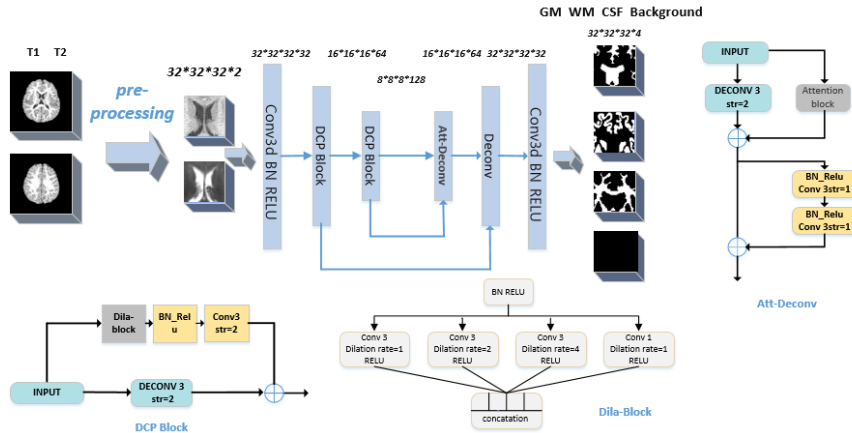 GM WM CSF Background
T1 T2
pre-
processing
32*32*32*2
32*32*32*32
16*16*16*64
8*8*8*128
16*16*16*64
32*32*32*32
32*32*32*4
Conv3d BN RELU
DCP Block
DCP Block
Att-Deconv
Deconv
Conv3d BN RELU
INPUT
DECONV 3
str=2
Attention
block
BN_Relu
Conv 3str=1
BN_Relu
Conv 3str=1
Att-Deconv
Dila-
block
BN_Rel
u
Conv3
str=2
INPUT
DECONV 3
str=2
DCP Block
BN RELU
Conv 3
Dilation rate=1
RELU
Conv 3
Dilation rate=2
RELU
Conv 3
Dilation rate=4
RELU
Conv 1
Dilation rate=1
RELU
concatation
Dila-Block